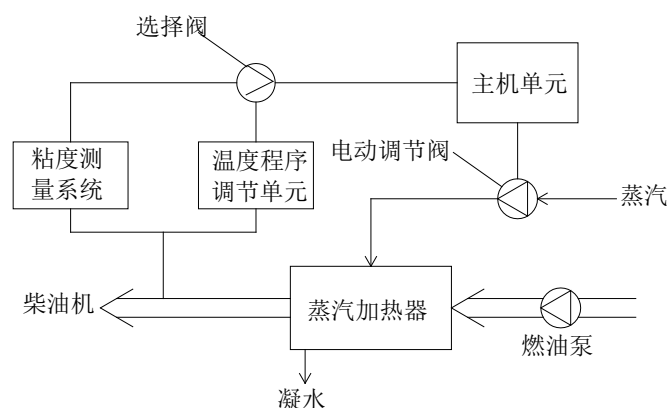 选择阀
主机单元
粘度测
量系统
温度程序
调节单元
电动调节阀
蒸汽
柴油机
蒸汽加热器
燃油泵
凝水